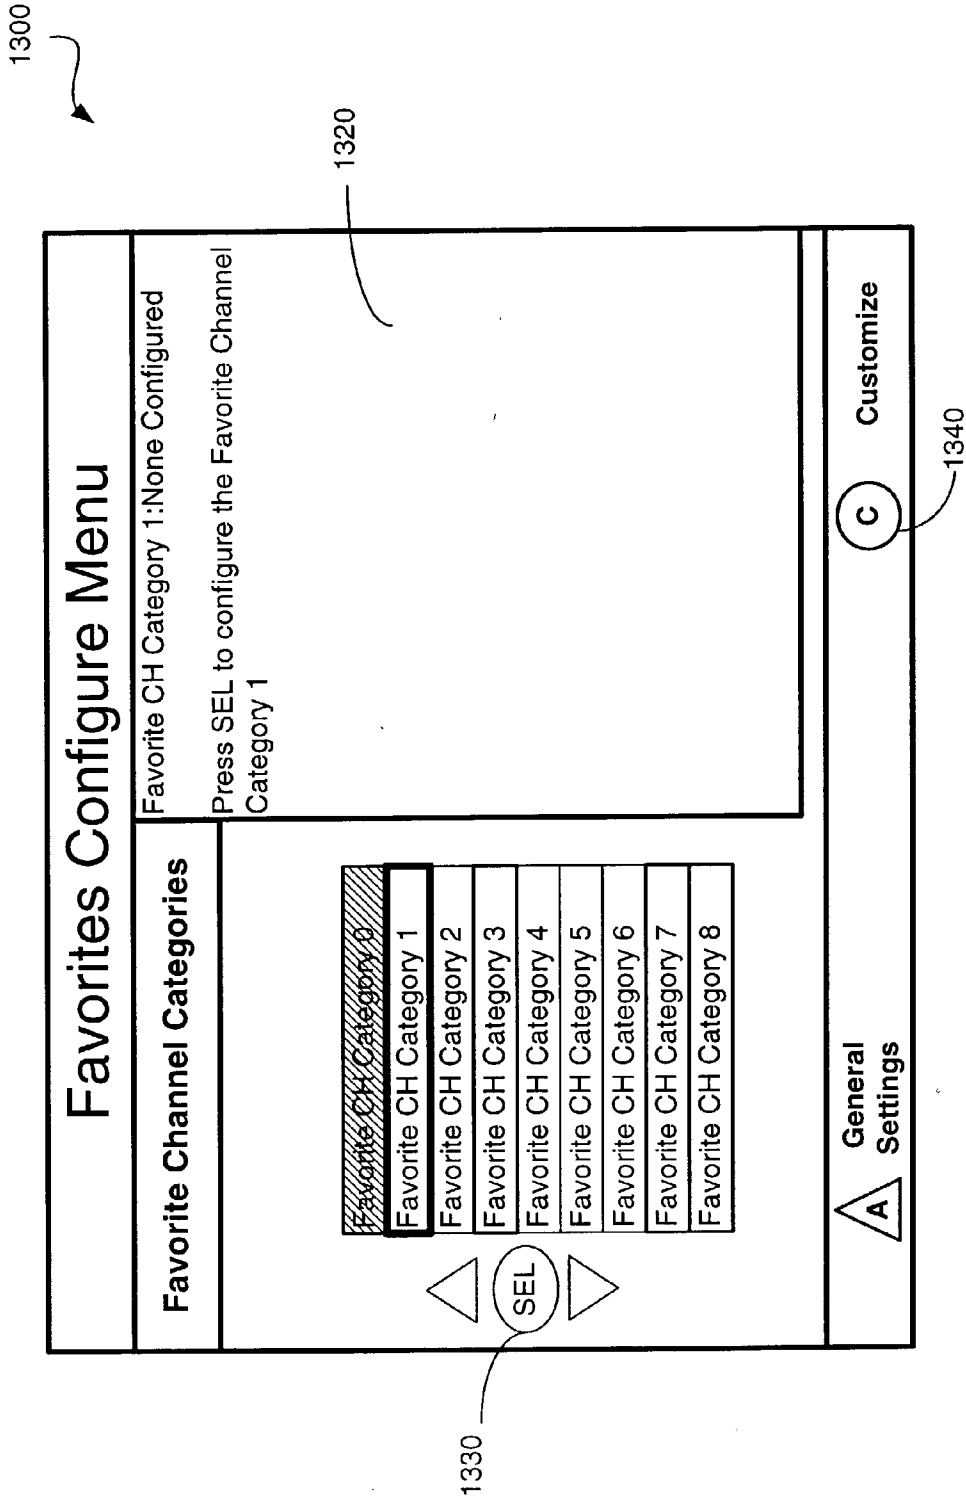 1300
Favorites Configure Menu
Favorite Channel Categories
Favorite CH Category 1:None Configured
Press SEL to configure the Favorite Channel
Category 1
1320
Favorite CH Category 0
Favorite CH Category 1
Favorite CH Category 2
Favorite CH Category 3
Favorite CH Category 4
Favorite CH Category 5
Favorite CH Category 6
Favorite CH Category 7
Favorite CH Category 8
SEL
1330
A
General
Settings
C
Customize
1340